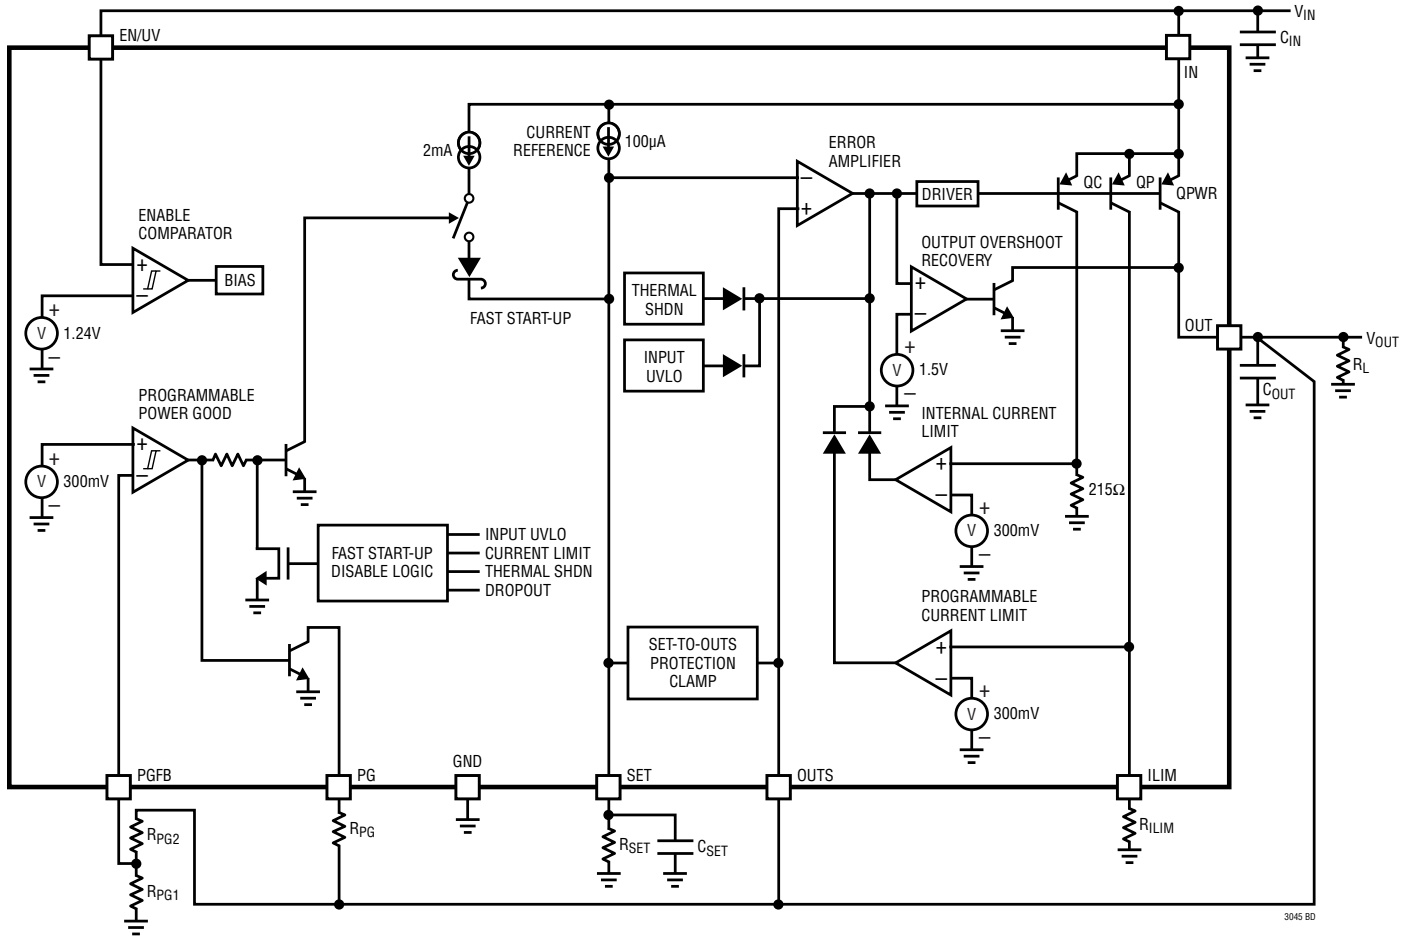 VIN
CIN
EN/UV
IN
2mA
CURRENT
REFERENCE
100µA
ERROR
AMPLIFIER
−
+
DRIVER
QC
QP
QPWR
ENABLE
COMPARATOR
+
−
BIAS
+
V
1.24V
−
FAST START-UP
THERMAL
SHDN
INPUT
UVLO
OUTPUT OVERSHOOT
RECOVERY
+
−
+
V
1.5V
−
OUT
VOUT
RL
COUT
PROGRAMMABLE
POWER GOOD
+
−
+
V
300mV
−
INTERNAL CURRENT
LIMIT
+
−
215Ω
+
V
300mV
−
FAST START-UP
DISABLE LOGIC
INPUT UVLO
CURRENT LIMIT
THERMAL SHDN
DROPOUT
PROGRAMMABLE
CURRENT LIMIT
+
−
+
V
300mV
−
SET-TO-OUTS
PROTECTION
CLAMP
PGFB
PG
GND
SET
OUTS
ILIM
RPG2
RPG1
RPG
RSET
CSET
RILIM
3045 BD